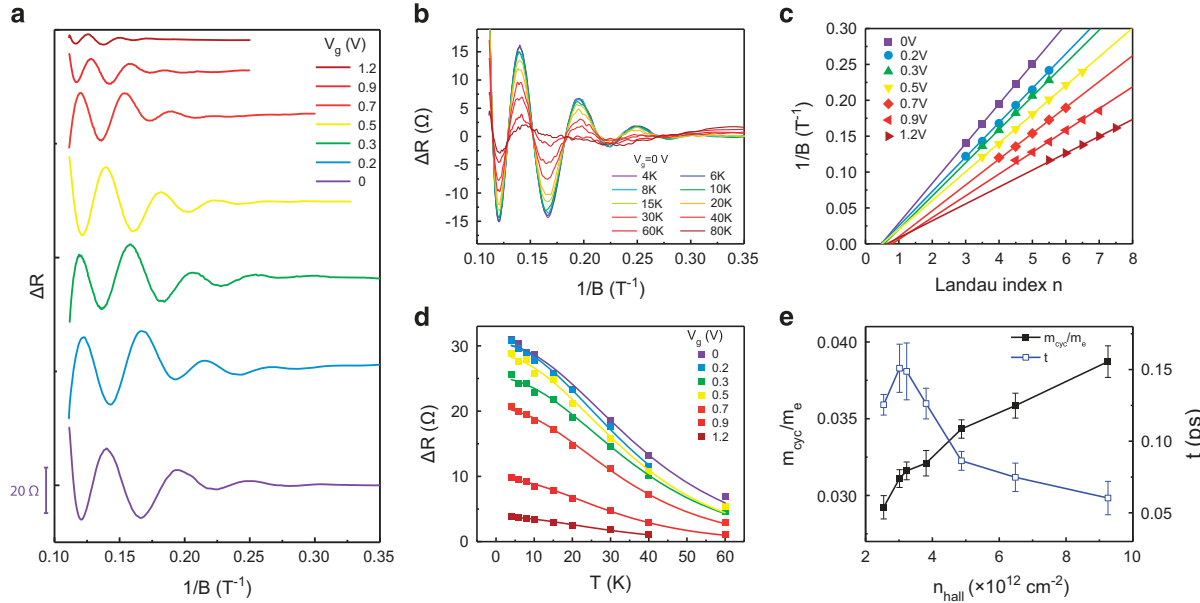 a
V_g (V)
1.2
0.9
0.7
0.5
0.3
0.2
0
ΔR
20 Ω
0.10 0.15 0.20 0.25 0.30 0.35
1/B (T⁻¹)
b
ΔR (Ω)
15
10
5
0
-5
-10
-15
V_g=0 V
4K 6K
8K 10K
15K 20K
30K 40K
60K 80K
0.10 0.15 0.20 0.25 0.30 0.35
1/B (T⁻¹)
c
1/B (T⁻¹)
0.30
0.25
0.20
0.15
0.10
0.05
0.00
0V
0.2V
0.3V
0.5V
0.7V
0.9V
1.2V
0 1 2 3 4 5 6 7 8
Landau index n
d
ΔR (Ω)
30
20
10
0
V_g (V)
0
0.2
0.3
0.5
0.7
0.9
1.2
0 10 20 30 40 50 60
T (K)
e
m_cyc/m_e
0.040
0.035
0.030
m_cyc/m_e
t
0.15
0.10
0.05
t (ps)
2 4 6 8 10
n_hall (×10¹² cm⁻²)